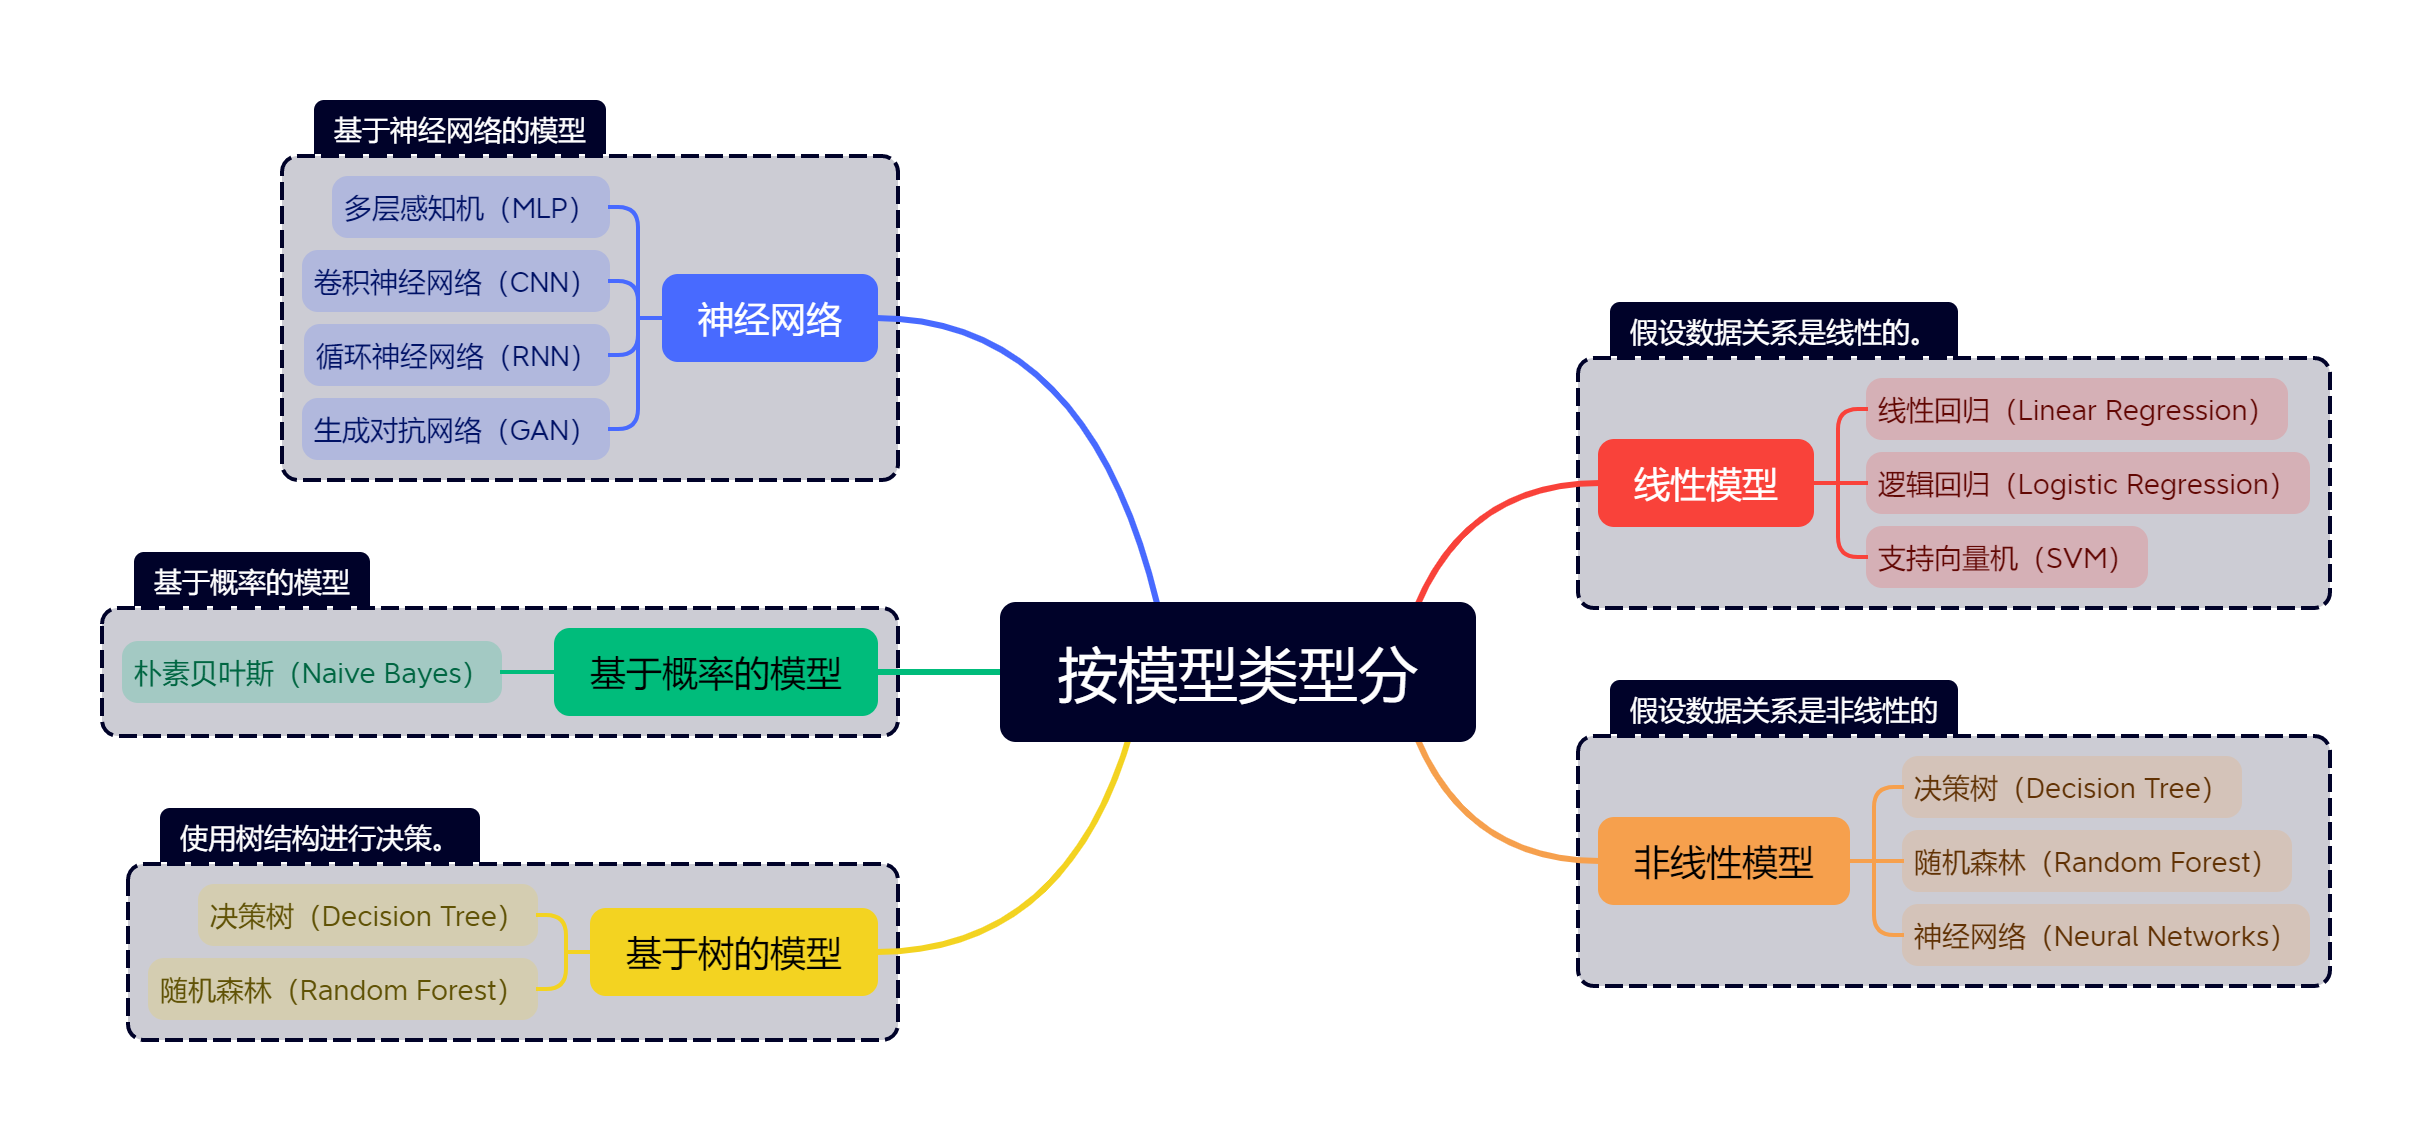 按模型类型分
假设数据关系是线性的。
线性模型
线性回归（Linear Regression）
逻辑回归（Logistic Regression）
支持向量机（SVM）
假设数据关系是非线性的
非线性模型
决策树（Decision Tree）
随机森林（Random Forest）
神经网络（Neural Networks）
使用树结构进行决策。
基于树的模型
决策树（Decision Tree）
随机森林（Random Forest）
基于概率的模型
基于概率的模型
朴素贝叶斯（Naive Bayes）
基于神经网络的模型
神经网络
多层感知机（MLP）
卷积神经网络（CNN）
循环神经网络（RNN）
生成对抗网络（GAN）